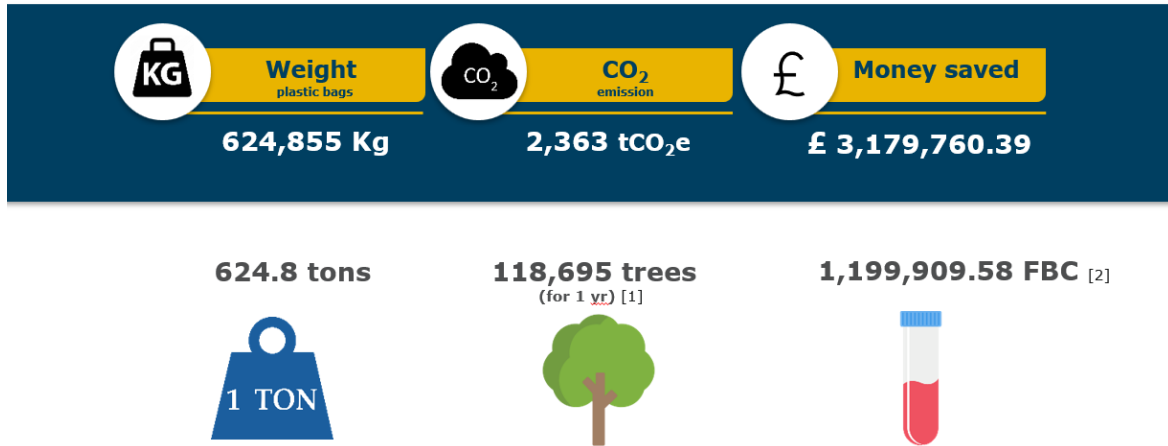 KG
Weight
plastic bags
624,855 Kg
CO₂
CO₂
emission
2,363 tCO₂e
£
Money saved
£ 3,179,760.39
624.8 tons
1 TON
118,695 trees
(for 1 yr) [1]
1,199,909.58 FBC [2]